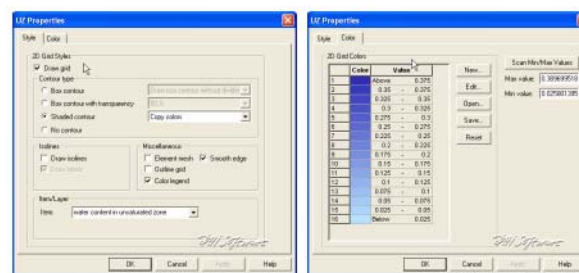 UZ Properties
Style Color
2D Grid Styles
Draw grid
Contour type
Box contour
Box contour with transparency
Shaded contour
Copy colors
No contour
Isolines
Draw isolines
Miscellaneous
Element mesh Smooth edge
Outline grid
Color legend
Item/Layer
Item: water content in unsaturated zone
DHI Software
OK Cancel Apply Help
UZ Properties
Style Color
2D Grid Colors
Color Value
1 Above 0.375
2 0.35 - 0.375
3 0.325 - 0.35
4 0.3 - 0.325
5 0.275 - 0.3
6 0.25 - 0.275
7 0.225 - 0.25
8 0.2 - 0.225
9 0.175 - 0.2
10 0.15 - 0.175
11 0.125 - 0.15
12 0.1 - 0.125
13 0.075 - 0.1
14 0.05 - 0.075
15 0.025 - 0.05
16 Below 0.025
New...
Edit...
Open...
Save...
Reset
Scan Min/Max Values
Max value:
Min value:
DHI Software
OK Cancel Apply Help